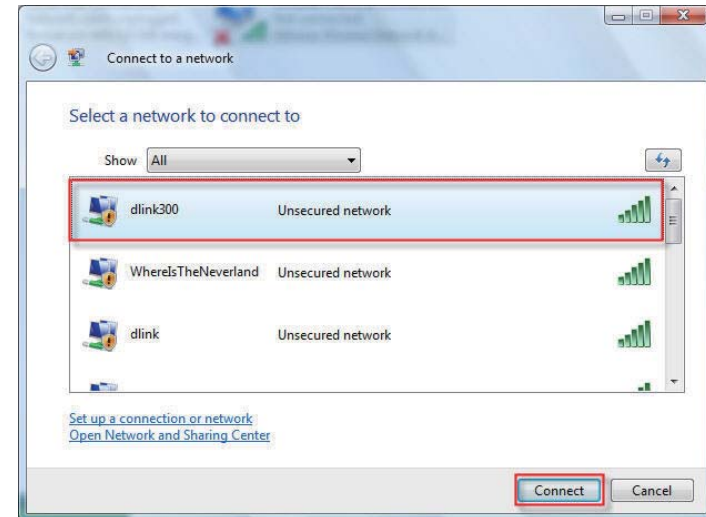 Connect to a network
Select a network to connect to
Show All
dlink300 Unsecured network
WhereIsTheNeverland Unsecured network
dlink Unsecured network
Set up a connection or network
Open Network and Sharing Center
Connect Cancel